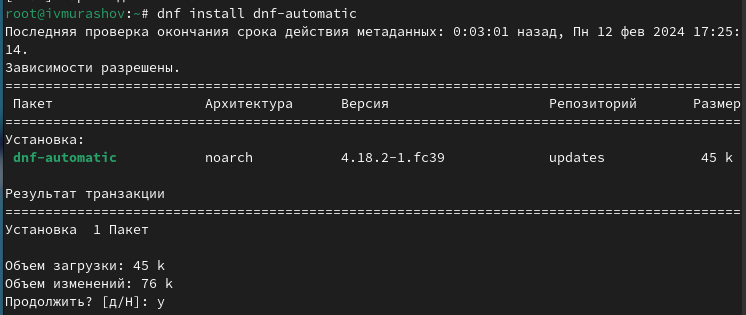 root@ivmurashov:~# dnf install dnf-automatic
Последняя проверка окончания срока действия метаданных: 0:03:01 назад, Пн 12 фев 2024 17:25:
14.
Зависимости разрешены.
================================================================================
Пакет Архитектура Версия Репозиторий Размер
================================================================================
Установка:
dnf-automatic noarch 4.18.2-1.fc39 updates 45 k

Результат транзакции
================================================================================
Установка  1 Пакет

Объем загрузки: 45 k
Объем изменений: 76 k
Продолжить? [д/Н]: y